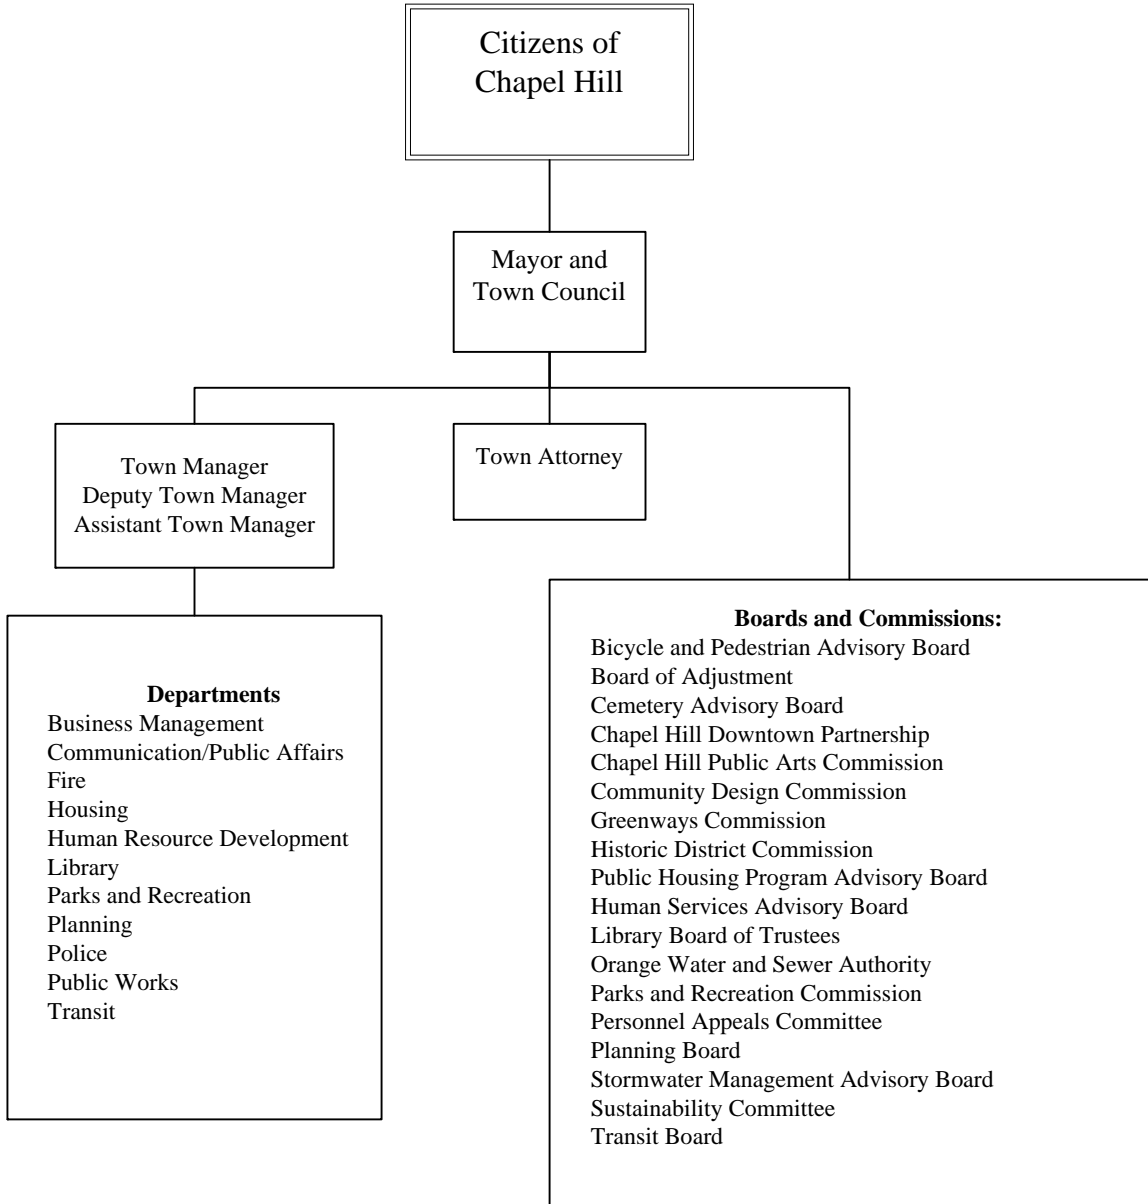 Citizens of
Chapel Hill
Mayor and
Town Council
Town Manager
Deputy Town Manager
Assistant Town Manager
Town Attorney
Departments
Business Management
Communication/Public Affairs
Fire
Housing
Human Resource Development
Library
Parks and Recreation
Planning
Police
Public Works
Transit
Boards and Commissions:
Bicycle and Pedestrian Advisory Board
Board of Adjustment
Cemetery Advisory Board
Chapel Hill Downtown Partnership
Chapel Hill Public Arts Commission
Community Design Commission
Greenways Commission
Historic District Commission
Public Housing Program Advisory Board
Human Services Advisory Board
Library Board of Trustees
Orange Water and Sewer Authority
Parks and Recreation Commission
Personnel Appeals Committee
Planning Board
Stormwater Management Advisory Board
Sustainability Committee
Transit Board